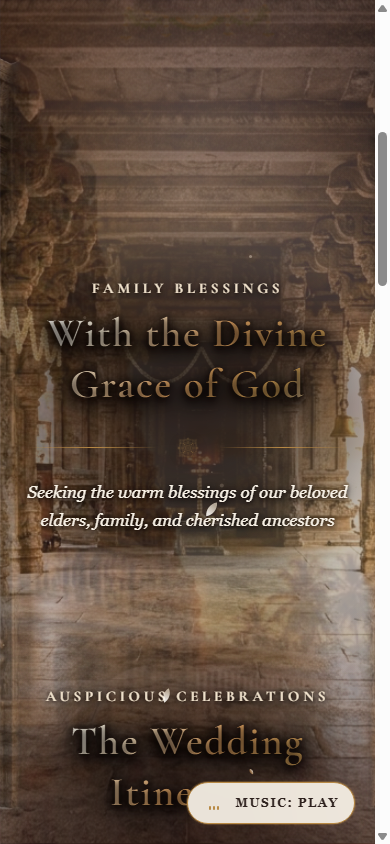 FAMILY BLESSINGS
With the Divine
Grace of God
Seeking the warm blessings of our beloved
elders, family, and cherished ancestors
AUSPICIOUS CELEBRATIONS
The Wedding
MUSIC: PLAY